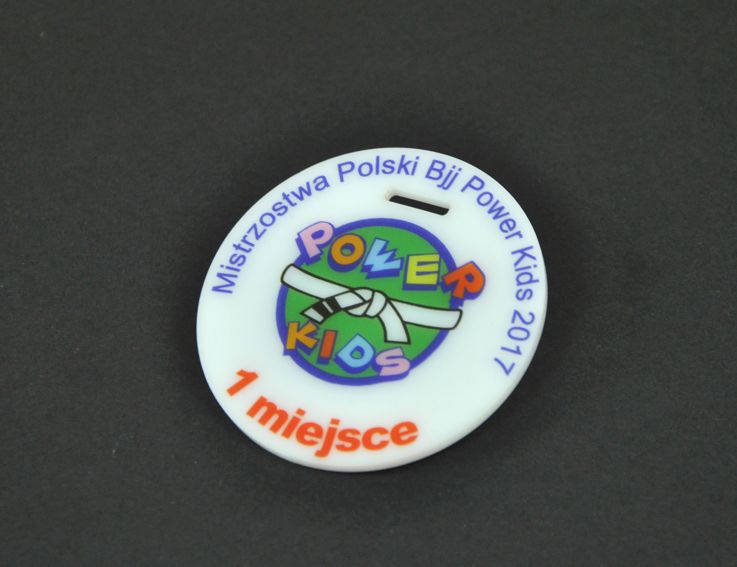 Mistrzostwa Polski Bjj Power Kids 2017
POWER
KIDS
1 miejsce